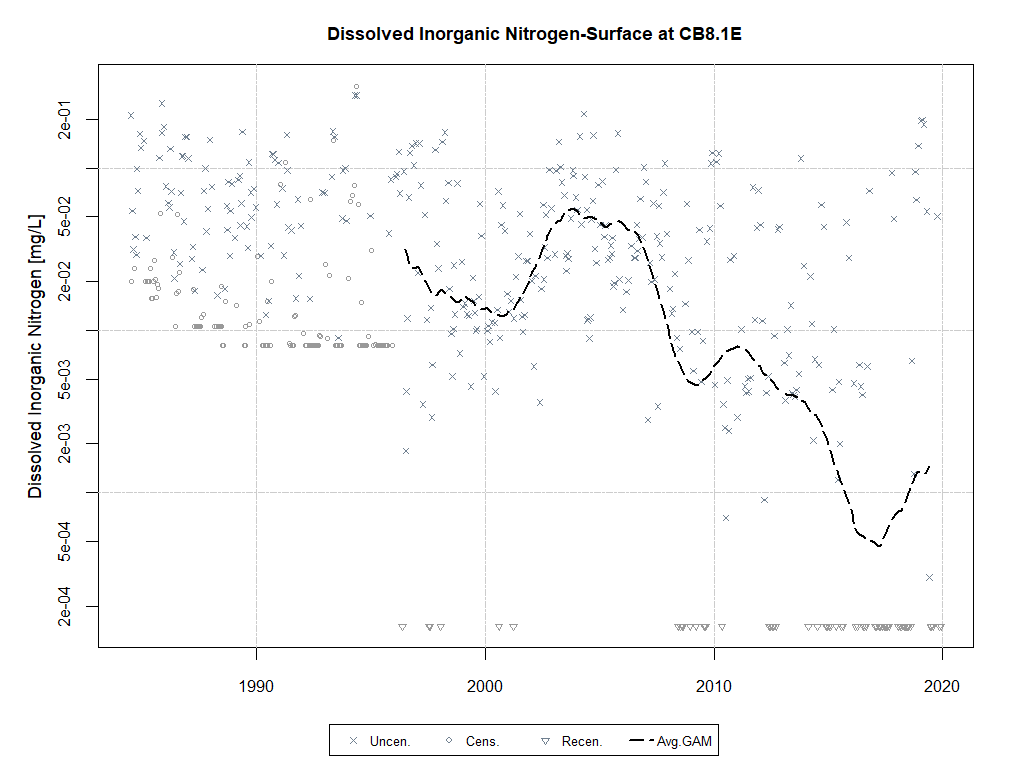 Dissolved Inorganic Nitrogen-Surface at CB8.1E
Dissolved Inorganic Nitrogen [mg/L]
2e-01
5e-02
2e-02
5e-03
2e-03
5e-04
2e-04
1990 2000 2010 2020
Uncen. Cens. Recen. Avg.GAM